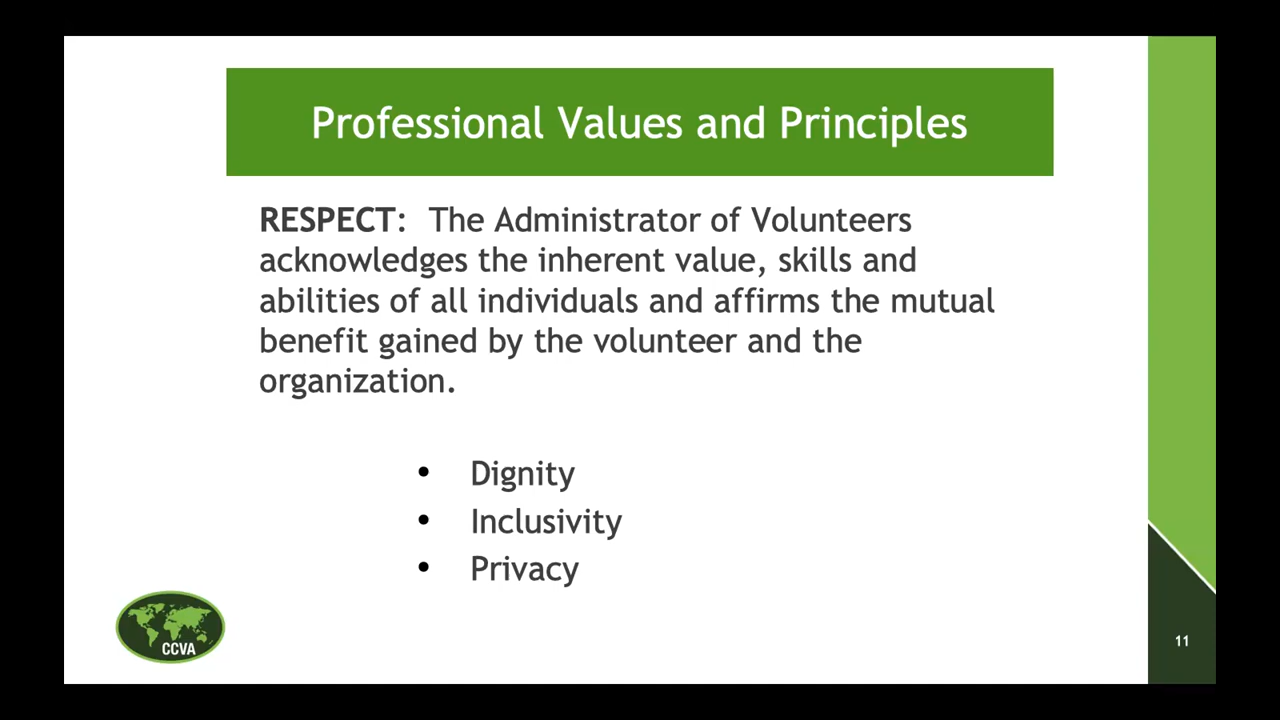 Professional Values and Principles
RESPECT: The Administrator of Volunteers
acknowledges the inherent value, skills and
abilities of all individuals and affirms the mutual
benefit gained by the volunteer and the
organization.
• Dignity
• Inclusivity
• Privacy
CCVA
11